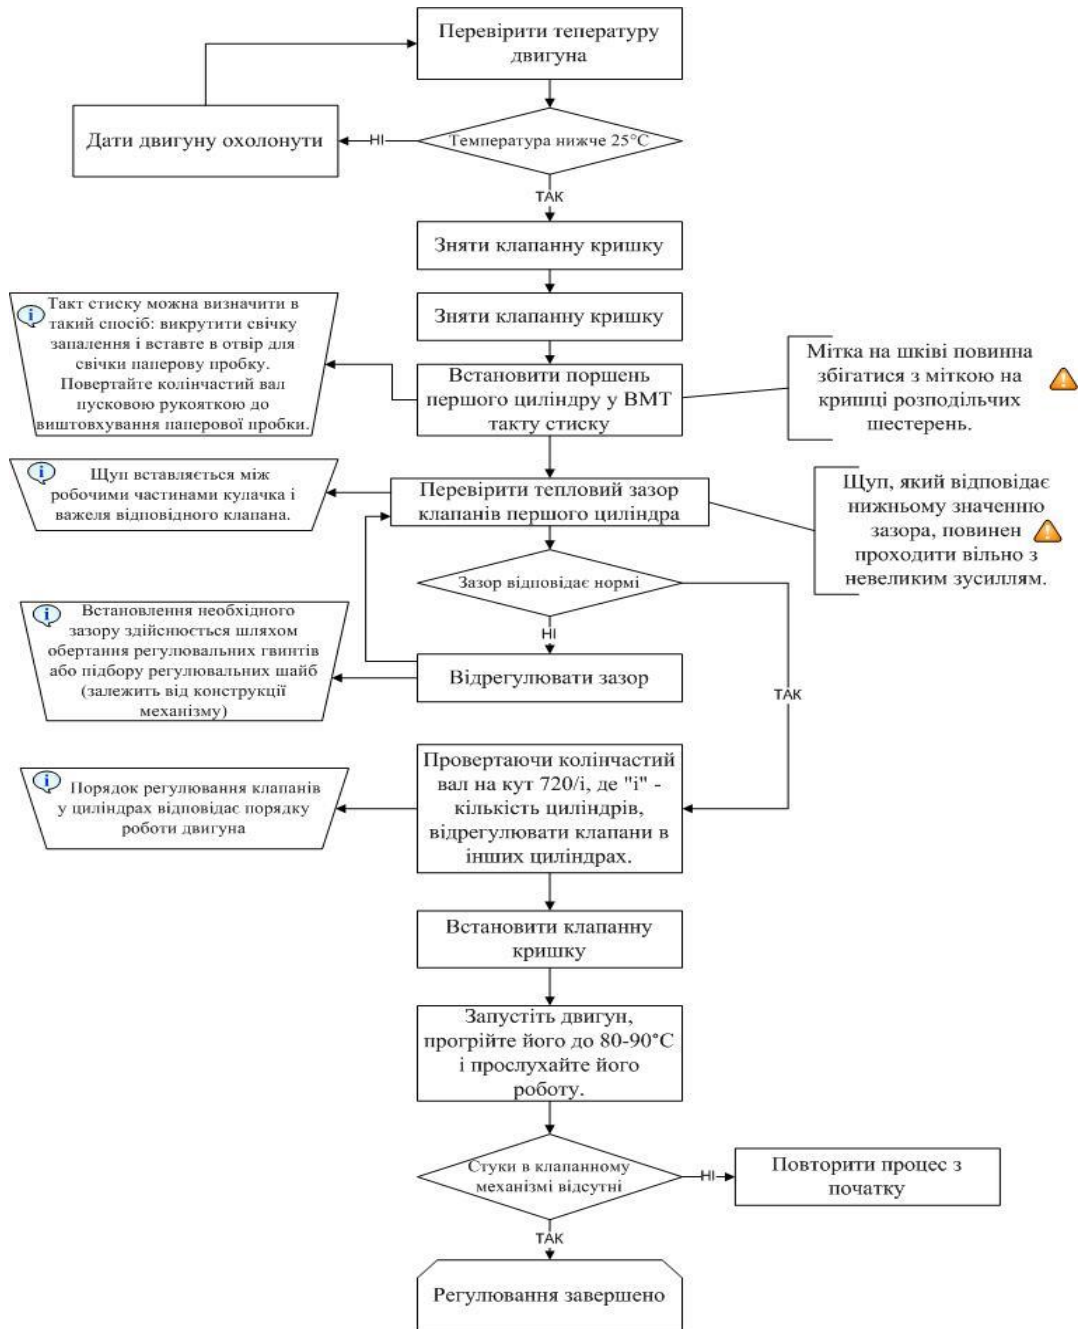 Перевірити тепературу
двигуна
Дати двигуну охолонути
НІ
Температура нижче 25°С
ТАК
Зняти клапанну кришку
Зняти клапанну кришку
Такт стиску можна визначити в
такий спосіб: викрутити свічку
запалення і вставте в отвір для
свічки паперову пробку.
Повертайте колінчастий вал
пусковою рукояткою до
виштовхування паперової пробки.
Встановити поршень
першого циліндру у ВМТ
такту стиску
Мітка на шківі повинна
збігатися з міткою на
кришці розподільчих
шестерень.
Щуп вставляється між
робочими частинами кулачка і
важеля відповідного клапана.
Перевірити тепловий зазор
клапанів першого циліндра
Щуп, який відповідає
нижньому значенню
зазора, повинен
проходити вільно з
невеликим зусиллям.
Зазор відповідає нормі
НІ
Встановлення необхідного
зазору здійснюється шляхом
обертання регулювальних гвинтів
або підбору регулювальних шайб
(залежить від конструкції
механізму)
Відрегулювати зазор
ТАК
Провертаючи колінчастий
вал на кут 720/і, де "і" -
кількість циліндрів,
відрегулювати клапани в
інших циліндрах.
Порядок регулювання клапанів
у циліндрах відповідає порядку
роботи двигуна
Встановити клапанну
кришку
Запустіть двигун,
прогрійте його до 80-90°С
і прослухайте його
роботу.
Стуки в клапанному
механізмі відсутні
НІ
Повторити процес з
початку
ТАК
Регулювання завершено